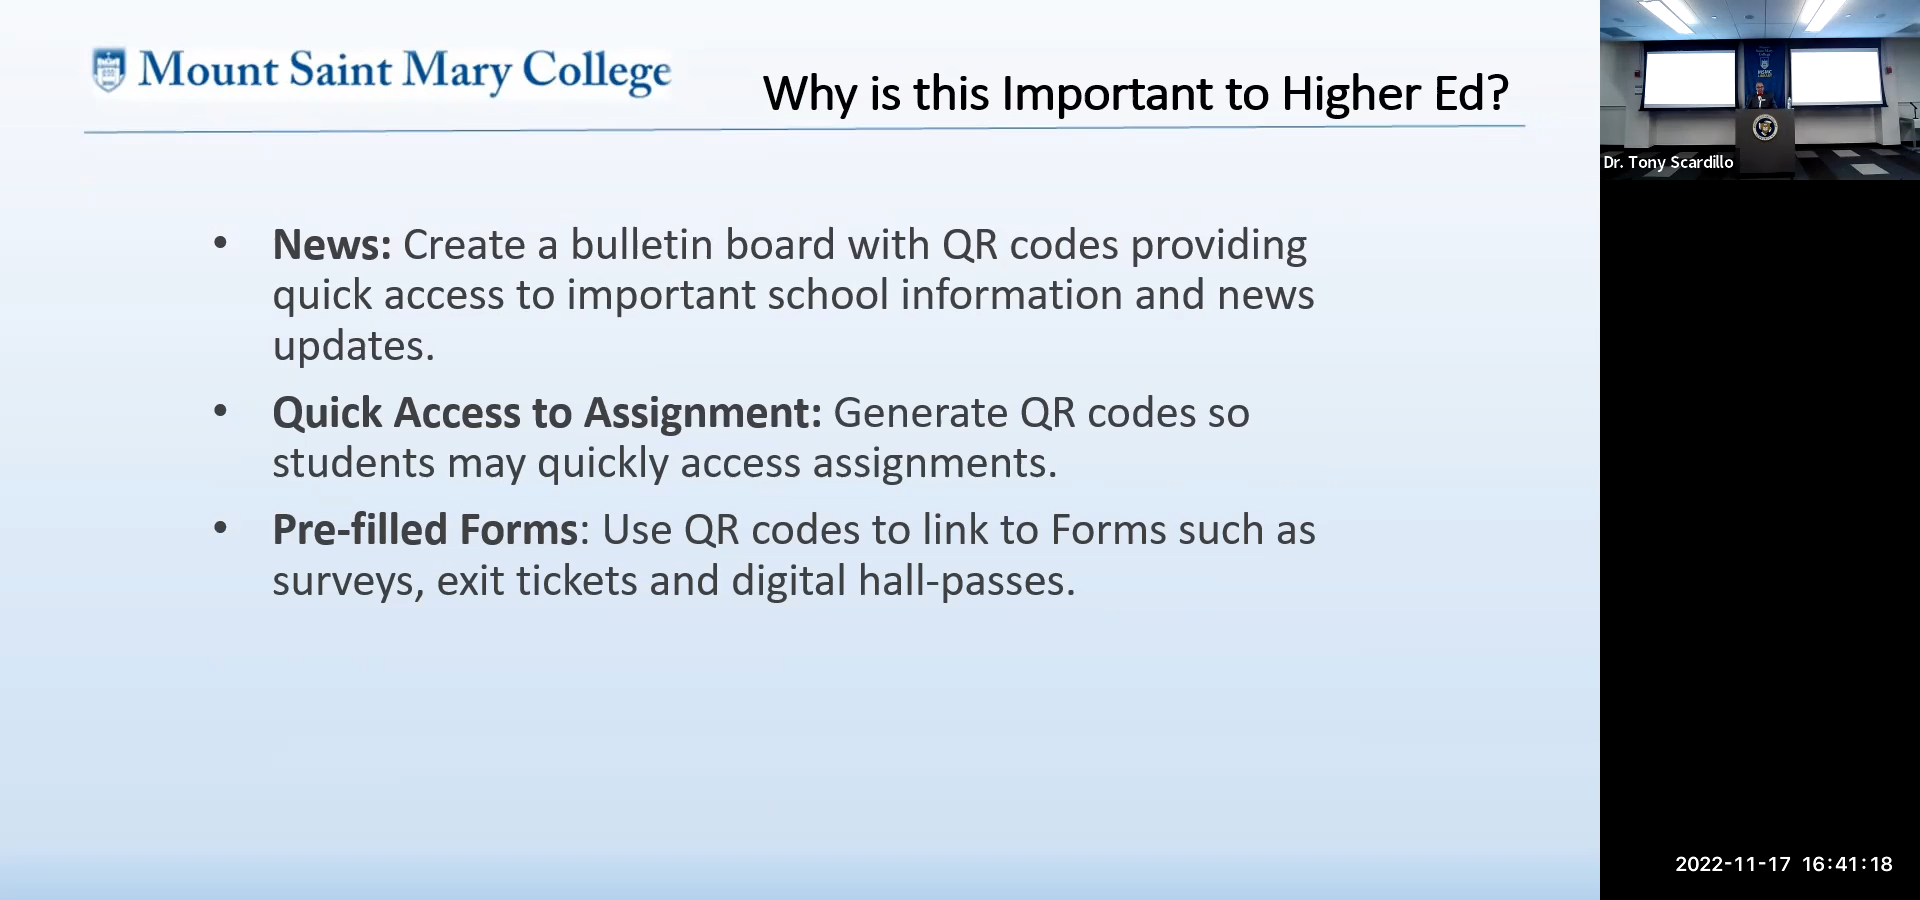 Mount Saint Mary College
Why is this Important to Higher Ed?
• News: Create a bulletin board with QR codes providing
quick access to important school information and news
updates.
• Quick Access to Assignment: Generate QR codes so
students may quickly access assignments.
• Pre-filled Forms: Use QR codes to link to Forms such as
surveys, exit tickets and digital hall-passes.
Dr. Tony Scardillo
2022-11-17 16:41:18